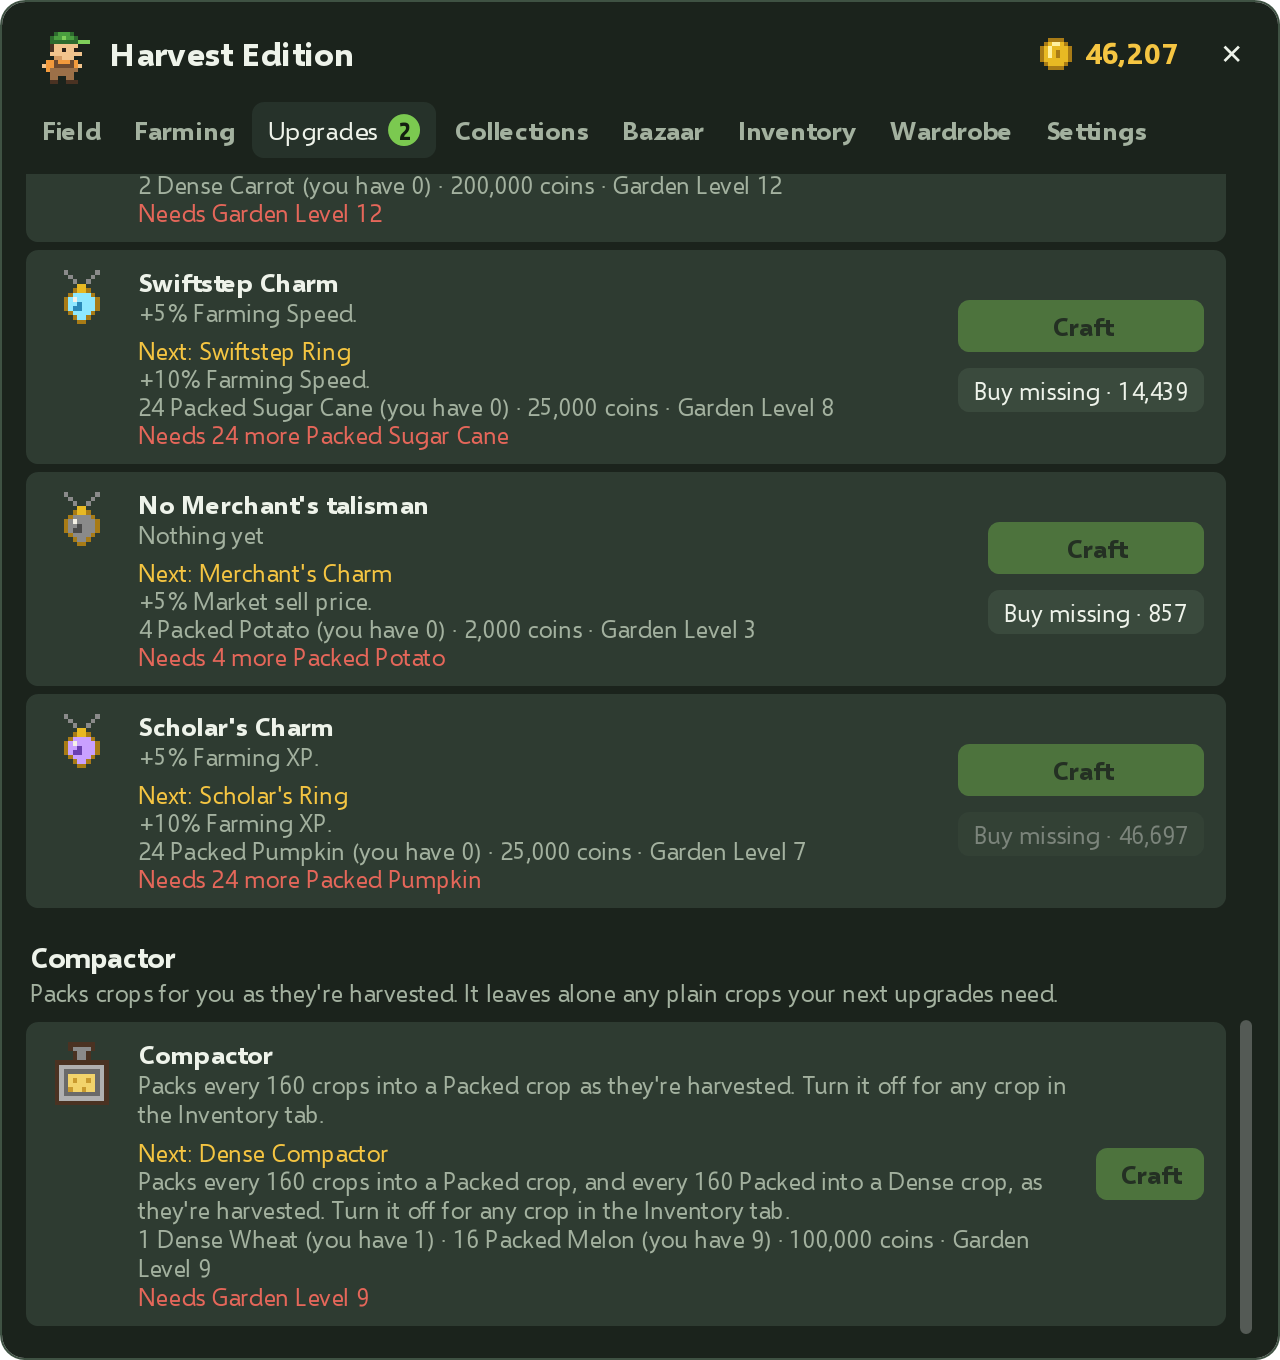 Harvest Edition
46,207
×
Field Farming Upgrades 2 Collections Bazaar Inventory Wardrobe Settings
2 Dense Carrot (you have 0) · 200,000 coins · Garden Level 12
Needs Garden Level 12
Swiftstep Charm
+5% Farming Speed.
Next: Swiftstep Ring
+10% Farming Speed.
24 Packed Sugar Cane (you have 0) · 25,000 coins · Garden Level 8
Needs 24 more Packed Sugar Cane
Craft
Buy missing · 14,439
No Merchant's talisman
Nothing yet
Next: Merchant's Charm
+5% Market sell price.
4 Packed Potato (you have 0) · 2,000 coins · Garden Level 3
Needs 4 more Packed Potato
Craft
Buy missing · 857
Scholar's Charm
+5% Farming XP.
Next: Scholar's Ring
+10% Farming XP.
24 Packed Pumpkin (you have 0) · 25,000 coins · Garden Level 7
Needs 24 more Packed Pumpkin
Craft
Buy missing · 46,697
Compactor
Packs crops for you as they're harvested. It leaves alone any plain crops your next upgrades need.
Compactor
Packs every 160 crops into a Packed crop as they're harvested. Turn it off for any crop in
the Inventory tab.
Next: Dense Compactor
Packs every 160 crops into a Packed crop, and every 160 Packed into a Dense crop, as
they're harvested. Turn it off for any crop in the Inventory tab.
1 Dense Wheat (you have 1) · 16 Packed Melon (you have 9) · 100,000 coins · Garden
Level 9
Needs Garden Level 9
Craft